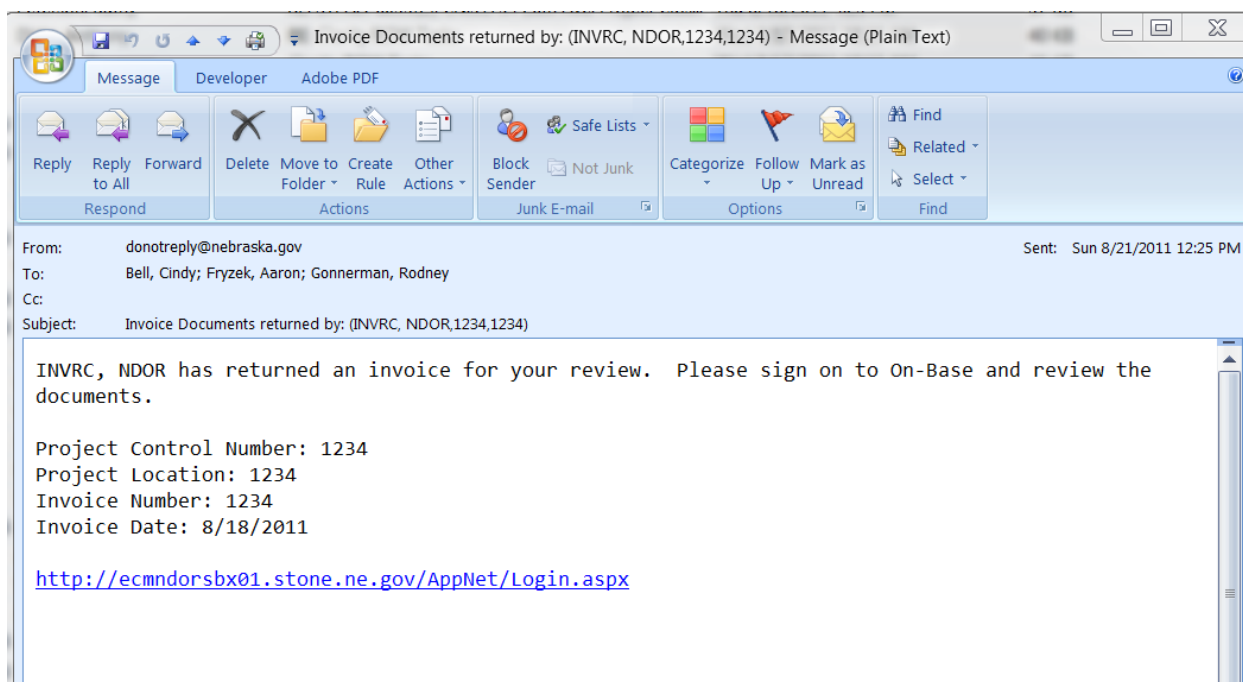 Invoice Documents returned by: (INVRC, NDOR,1234,1234) - Message (Plain Text)
Message Developer Adobe PDF
Reply Reply to All Forward Delete Move to Folder Create Rule Other Actions Block Sender Safe Lists Not Junk Categorize Follow Up Mark as Unread Find Related Select
Respond Actions Junk E-mail Options Find
From: donotreply@nebraska.gov Sent: Sun 8/21/2011 12:25 PM
To: Bell, Cindy; Fryzek, Aaron; Gonnerman, Rodney
Cc:
Subject: Invoice Documents returned by: (INVRC, NDOR,1234,1234)
INVRC, NDOR has returned an invoice for your review.  Please sign on to On-Base and review the
documents.
Project Control Number: 1234
Project Location: 1234
Invoice Number: 1234
Invoice Date: 8/18/2011
http://ecmndorsbx01.stone.ne.gov/AppNet/Login.aspx